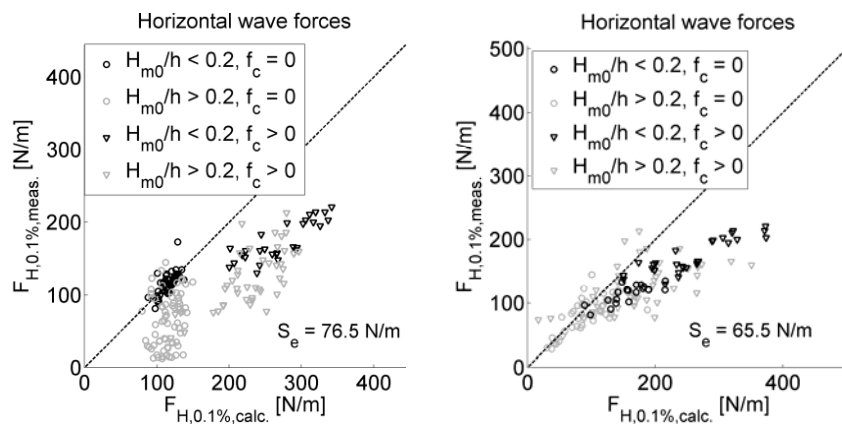 Horizontal wave forces
400
300
200
100
0
F_H,0.1%,meas. [N/m]
H_m0/h < 0.2, f_c = 0
H_m0/h > 0.2, f_c = 0
H_m0/h < 0.2, f_c > 0
H_m0/h > 0.2, f_c > 0
S_e = 76.5 N/m
0 100 200 300 400
F_H,0.1%,calc. [N/m]
Horizontal wave forces
500
400
300
200
100
0
F_H,0.1%,meas. [N/m]
H_m0/h < 0.2, f_c = 0
H_m0/h > 0.2, f_c = 0
H_m0/h < 0.2, f_c > 0
H_m0/h > 0.2, f_c > 0
S_e = 65.5 N/m
0 200 400
F_H,0.1%,calc. [N/m]